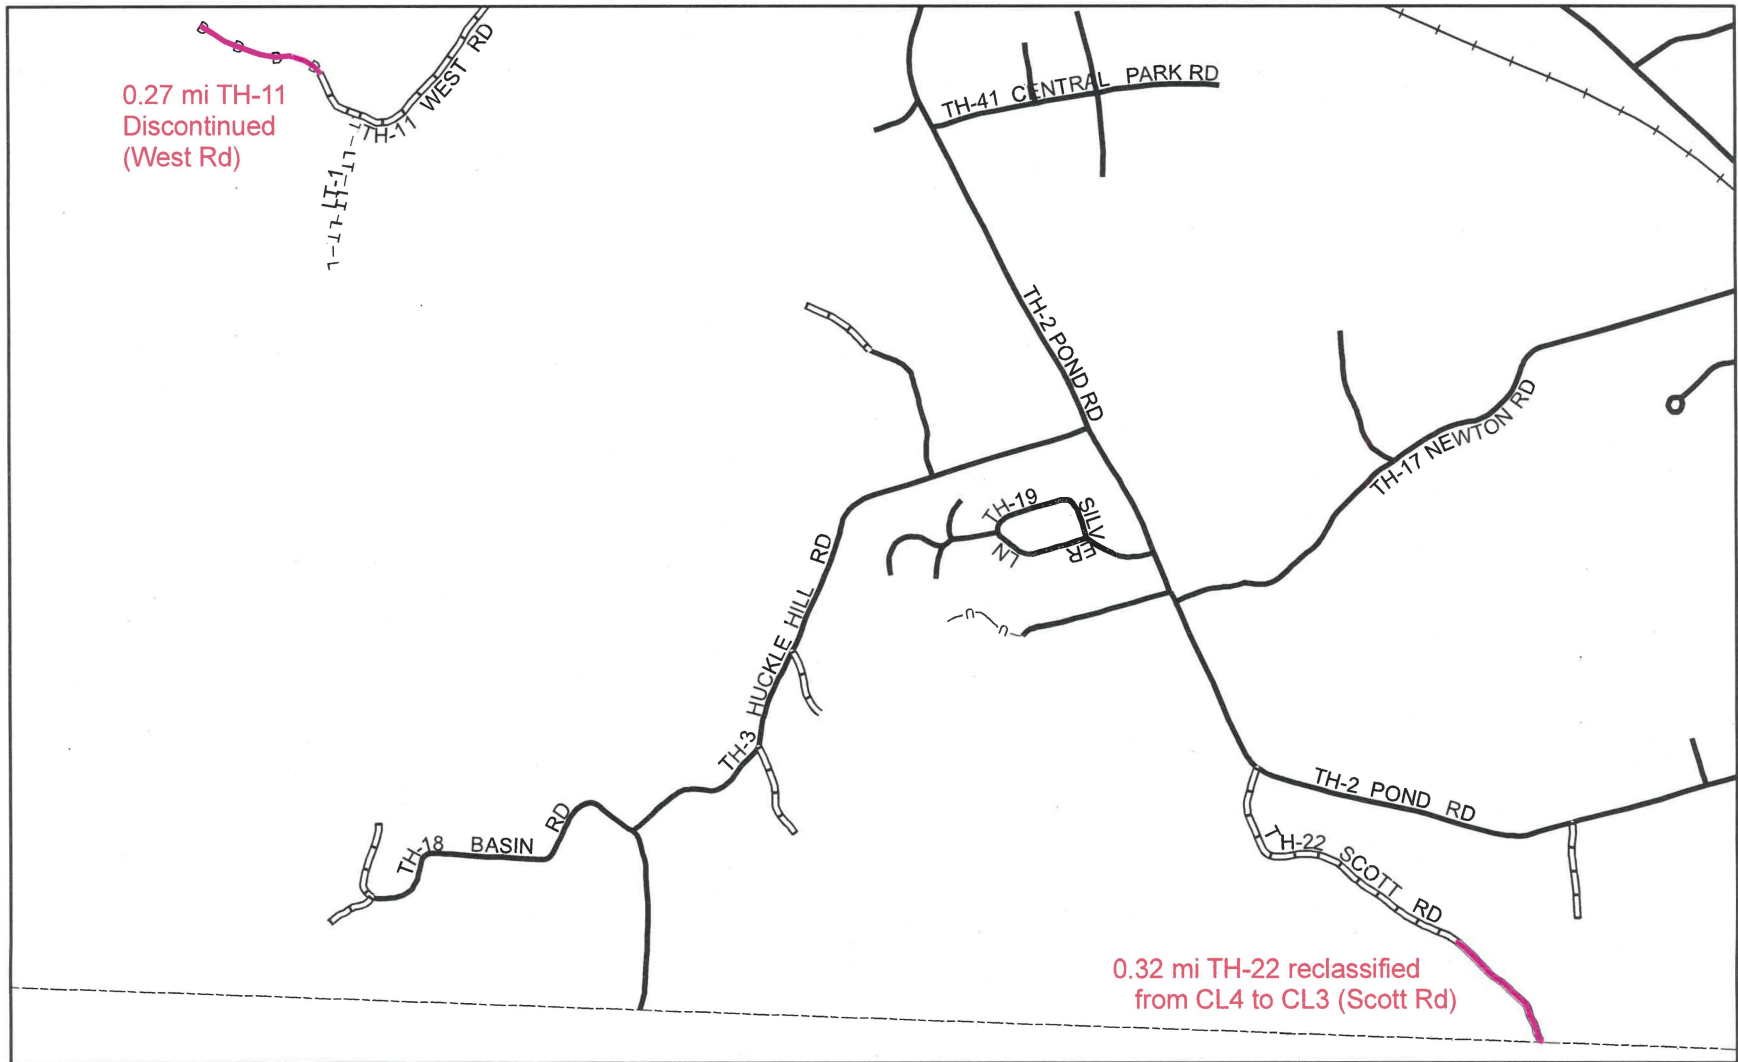 WEST RD
0.27 mi TH-11
Discontinued
(West Rd)
TH-11
LT-1
TH-41 CENTRAL PARK RD
TH-2 POND RD
TH-17 NEWTON RD
TH-19
SILVER
LN
TH-3 HUCKLE HILL RD
TH-18 BASIN RD
TH-2 POND RD
TH-22 SCOTT RD
0.32 mi TH-22 reclassified
from CL4 to CL3 (Scott Rd)